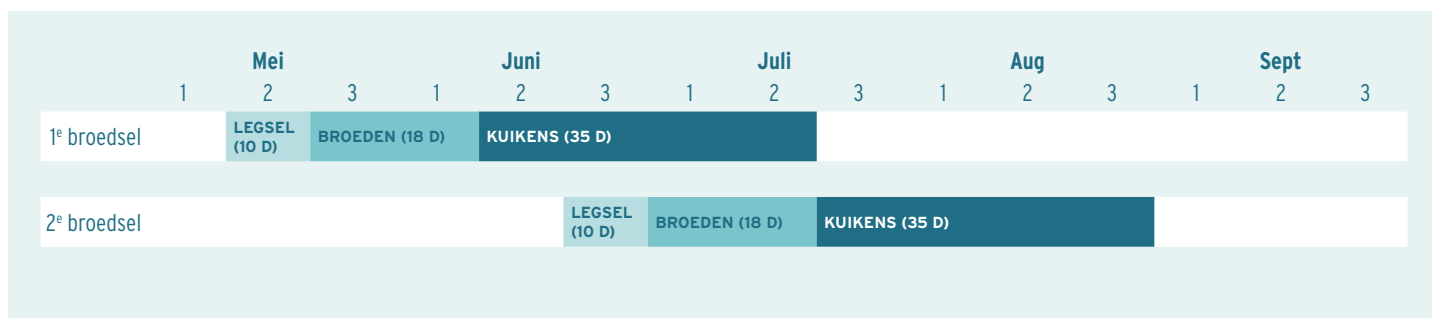 Mei Juni Juli Aug Sept
1 2 3 1 2 3 1 2 3 1 2 3 1 2 3
1e broedsel
LEGSEL
(10 D)
BROEDEN (18 D)
KUIKENS (35 D)
2e broedsel
LEGSEL
(10 D)
BROEDEN (18 D)
KUIKENS (35 D)